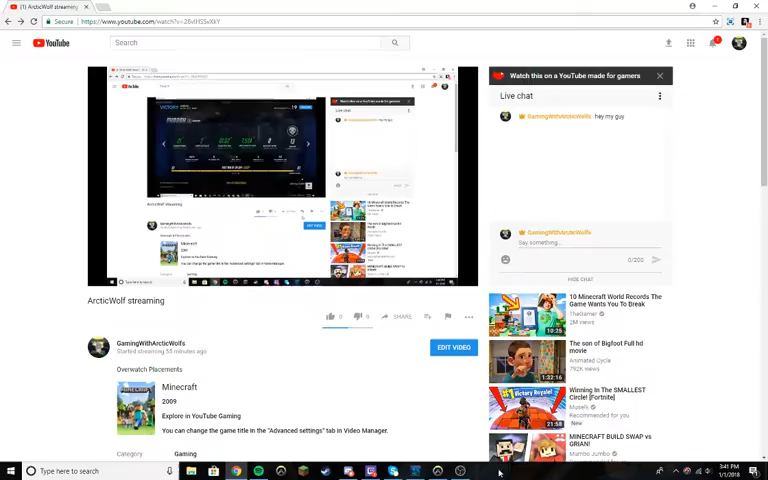 ArcticWolf streaming
Secure
https://www.youtube.com/watch?v=
YouTube
Search
Watch this on a YouTube made for gamers
Live chat
GamingWithArcticWolfs hey my guy
GamingWithArcticWolfs
Say something...
0/200
HIDE CHAT
VICTORY
ArcticWolf streaming
0
0
SHARE
GamingWithArcticWolfs
Started streaming 55 minutes ago
EDIT VIDEO
Overwatch Placements
Minecraft
2009
Explore in YouTube Gaming
You can change the game title in the "Advanced settings" tab in Video Manager.
Category
Gaming
10 Minecraft World Records The
Game Wants You To Break
TheGamer
2M views
10:25
The son of Bigfoot Full hd
movie
Animated Cycle
792K views
1:32:16
Winning In The SMALLEST
Circle! [Fortnite]
Muselk
Recommended for you
New
21:58
MINECRAFT BUILD SWAP vs
GRIAN!
Mumbo Jumbo
Type here to search
3:41 PM
1/1/2018